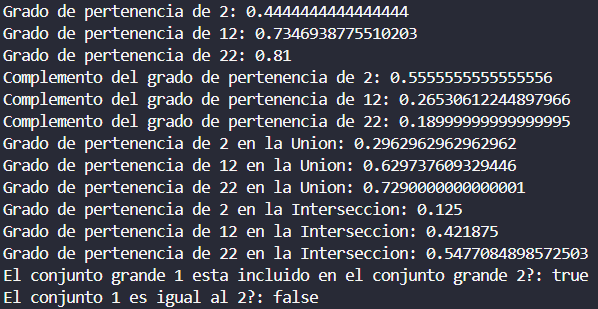 Grado de pertenencia de 2: 0.4444444444444444
Grado de pertenencia de 12: 0.7346938775510203
Grado de pertenencia de 22: 0.81
Complemento del grado de pertenencia de 2: 0.5555555555555556
Complemento del grado de pertenencia de 12: 0.26530612244897966
Complemento del grado de pertenencia de 22: 0.18999999999999995
Grado de pertenencia de 2 en la Union: 0.2962962962962962
Grado de pertenencia de 12 en la Union: 0.629737609329446
Grado de pertenencia de 22 en la Union: 0.7290000000000001
Grado de pertenencia de 2 en la Interseccion: 0.125
Grado de pertenencia de 12 en la Interseccion: 0.421875
Grado de pertenencia de 22 en la Interseccion: 0.5477084898572503
El conjunto grande 1 esta incluido en el conjunto grande 2?: true
El conjunto 1 es igual al 2?: false